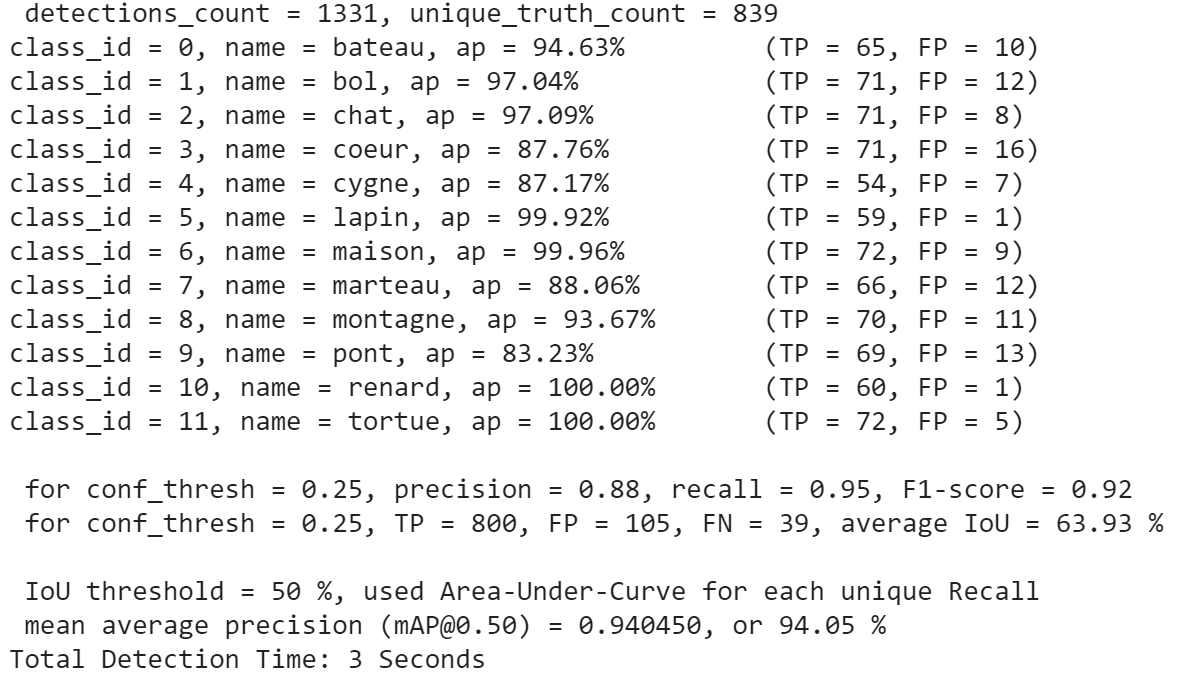 detections_count = 1331, unique_truth_count = 839
class_id = 0, name = bateau, ap = 94.63% (TP = 65, FP = 10)
class_id = 1, name = bol, ap = 97.04% (TP = 71, FP = 12)
class_id = 2, name = chat, ap = 97.09% (TP = 71, FP = 8)
class_id = 3, name = coeur, ap = 87.76% (TP = 71, FP = 16)
class_id = 4, name = cygne, ap = 87.17% (TP = 54, FP = 7)
class_id = 5, name = lapin, ap = 99.92% (TP = 59, FP = 1)
class_id = 6, name = maison, ap = 99.96% (TP = 72, FP = 9)
class_id = 7, name = marteau, ap = 88.06% (TP = 66, FP = 12)
class_id = 8, name = montagne, ap = 93.67% (TP = 70, FP = 11)
class_id = 9, name = pont, ap = 83.23% (TP = 69, FP = 13)
class_id = 10, name = renard, ap = 100.00% (TP = 60, FP = 1)
class_id = 11, name = tortue, ap = 100.00% (TP = 72, FP = 5)
for conf_thresh = 0.25, precision = 0.88, recall = 0.95, F1-score = 0.92
for conf_thresh = 0.25, TP = 800, FP = 105, FN = 39, average IoU = 63.93 %
IoU threshold = 50 %, used Area-Under-Curve for each unique Recall
mean average precision (mAP@0.50) = 0.940450, or 94.05 %
Total Detection Time: 3 Seconds